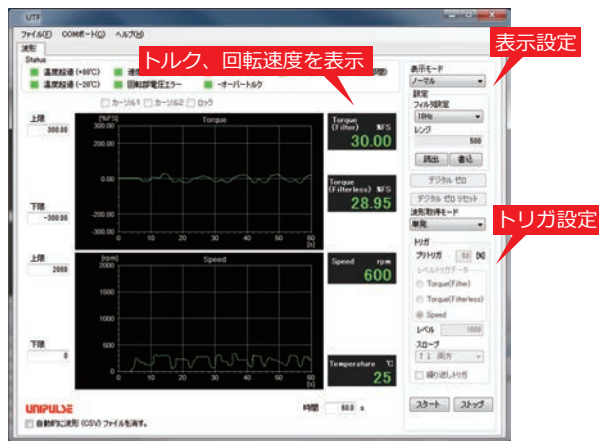 UTF
ファイル(F) COMポート(C) ヘルプ(H)
波形
Status
温度超過 (+80℃)
温度超過 (-20℃) 回転部電圧エラー -オーバートルク
トルク、回転速度を表示
表示設定
トリガ設定
カーソル1 カーソル2 ロック
上限
300.00
下限
-300.00
[%FS] Torque
300.00
200.00
0.00
-200.00
-300.00
0 10 20 30 40 50 60
[s]
Torque
(Filter) %FS
30.00
Torque
(Filterless) %FS
28.95
上限
2000
下限
0
[rpm] Speed
2000
1500
1000
500
0
0 10 20 30 40 50 60
[s]
Speed rpm
600
Temperature ℃
25
UNIPULSE
時間 60.0 s
自動的に波形 (CSV) ファイルを消す。
表示モード
ノーマル
設定
フィルタ設定
10Hz
レンジ
500
読出 書込
デジタル ゼロ
デジタル ゼロ リセット
波形取得モード
単発
トリガ
プリトリガ 50 [%]
レベルトリガデータ
Torque(Filter)
Torque(Filterless)
Speed
レベル 1000
スロープ
↑↓ 両方
繰り返しトリガ
スタート ストップ